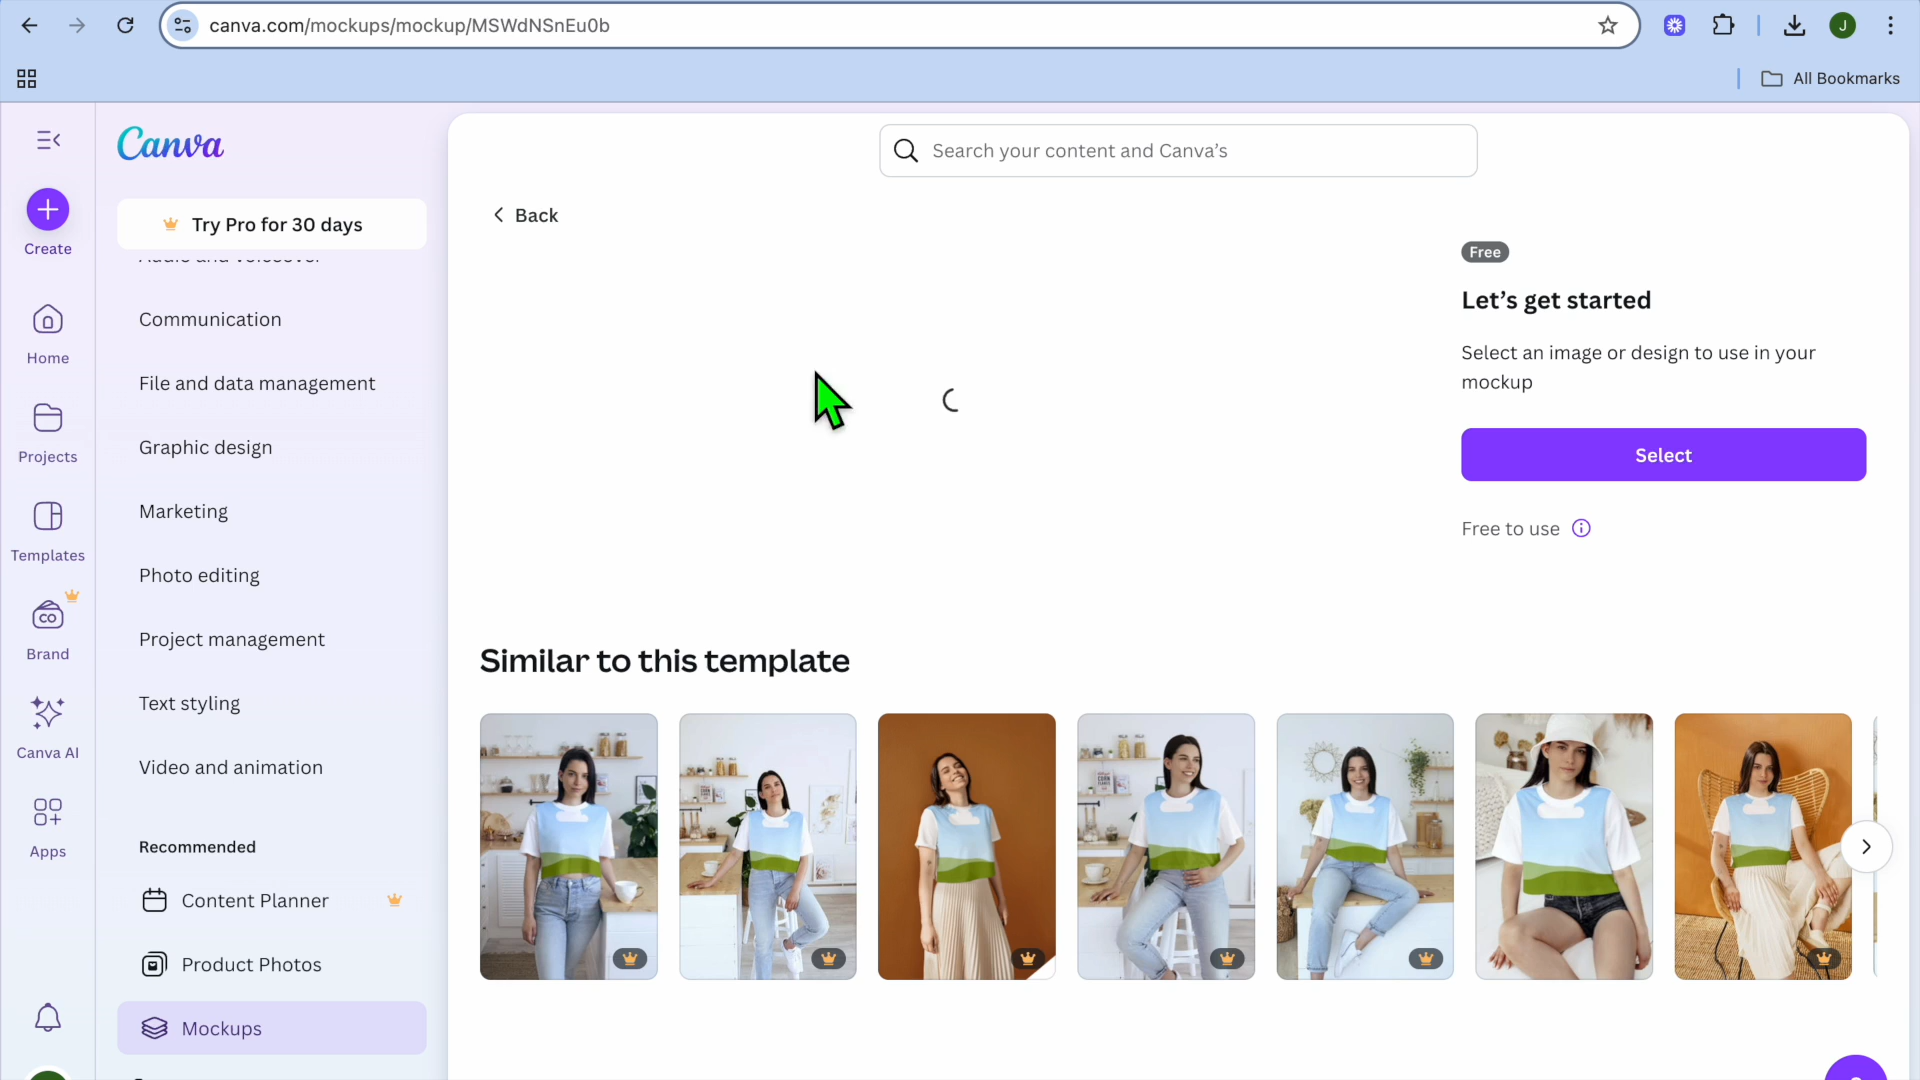 canva.com/mockups/mockup/MSWdNSnEu0b
J
All Bookmarks
Canva
Search your content and Canva's
Try Pro for 30 days
Create
Back
Audio and Voiceover
Free
Let's get started
Communication
Home
Select an image or design to use in your
mockup
File and data management
Graphic design
Projects
Select
Marketing
Free to use
Templates
Photo editing
CO
Brand
Project management
Similar to this template
Text styling
Canva AI
Video and animation
Apps
Recommended
Content Planner
Product Photos
Mockups